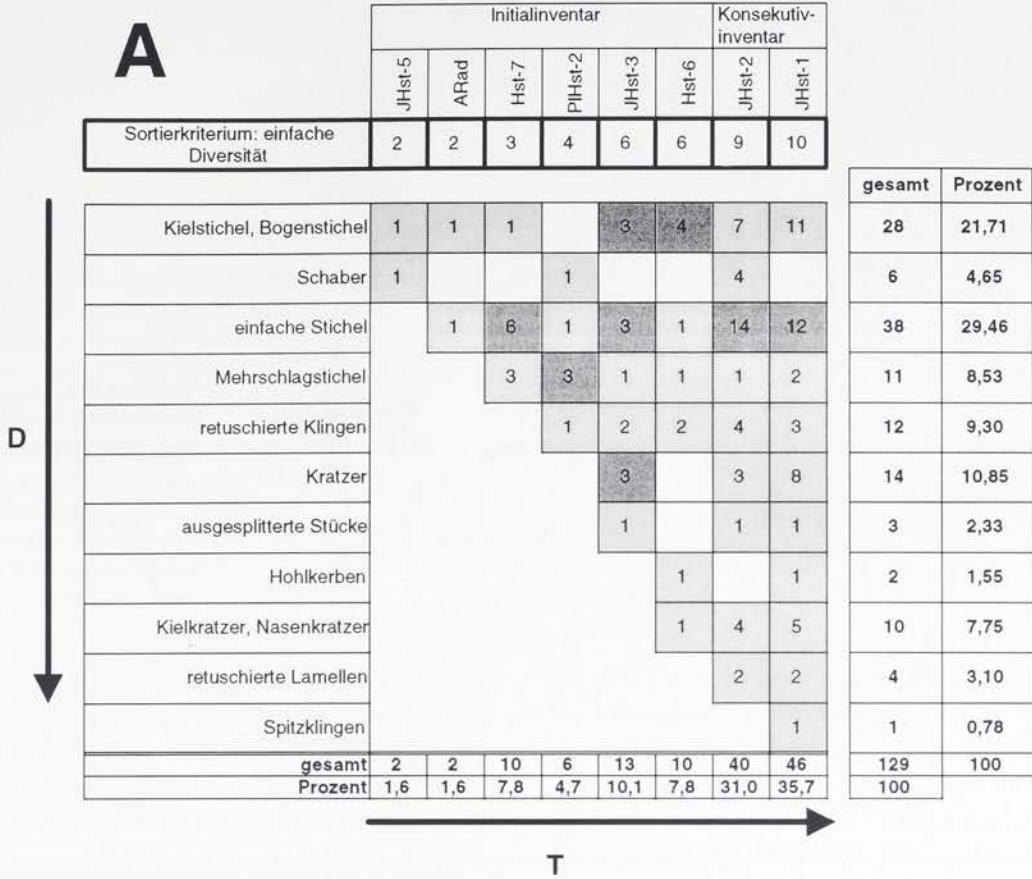 A
Initialinventar Konsekutiv-
inventar
JHst-5 ARad Hst-7 PlHst-2 JHst-3 Hst-6 JHst-2 JHst-1
Sortierkriterium: einfache
Diversität 2 2 3 4 6 6 9 10
gesamt Prozent
Kielstichel, Bogenstichel 1 1 1 3 4 7 11 28 21,71
Schaber 1 1 4 6 4,65
einfache Stichel 1 6 1 3 1 14 12 38 29,46
Mehrschlagstichel 3 3 1 1 1 2 11 8,53
retuschierte Klingen 1 2 2 4 3 12 9,30
D
Kratzer 3 3 8 14 10,85
ausgesplitterte Stücke 1 1 1 3 2,33
Hohlkerben 1 1 2 1,55
Kielkratzer, Nasenkratzer 1 4 5 10 7,75
retuschierte Lamellen 2 2 4 3,10
Spitzklingen 1 1 0,78
gesamt 2 2 10 6 13 10 40 46 129 100
Prozent 1,6 1,6 7,8 4,7 10,1 7,8 31,0 35,7 100
T